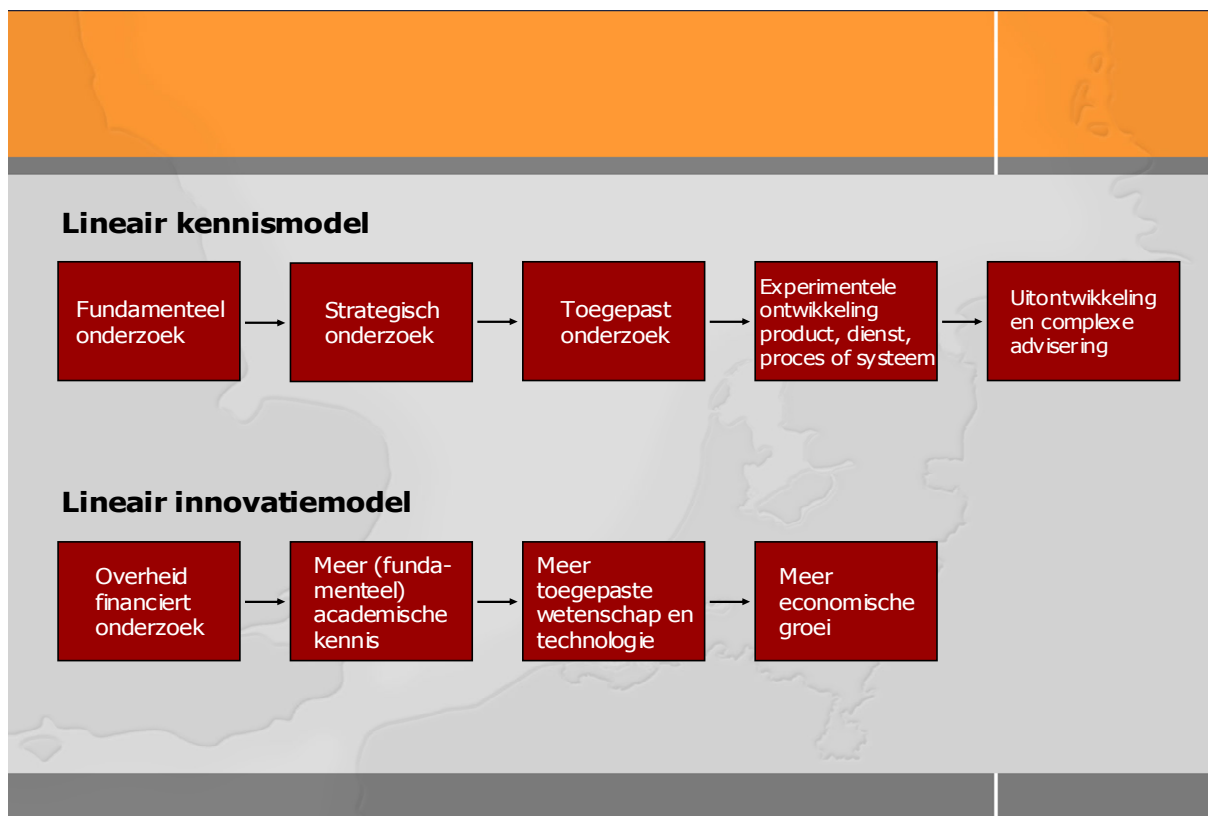 Lineair kennismodel
Fundamenteel
onderzoek
Strategisch
onderzoek
Toegepast
onderzoek
Experimentele
ontwikkeling
product, dienst,
proces of systeem
Uitontwikkeling
en complexe
advisering
Lineair innovatiemodel
Overheid
financiert
onderzoek
Meer (funda-
menteel)
academische
kennis
Meer
toegepaste
wetenschap en
technologie
Meer
economische
groei